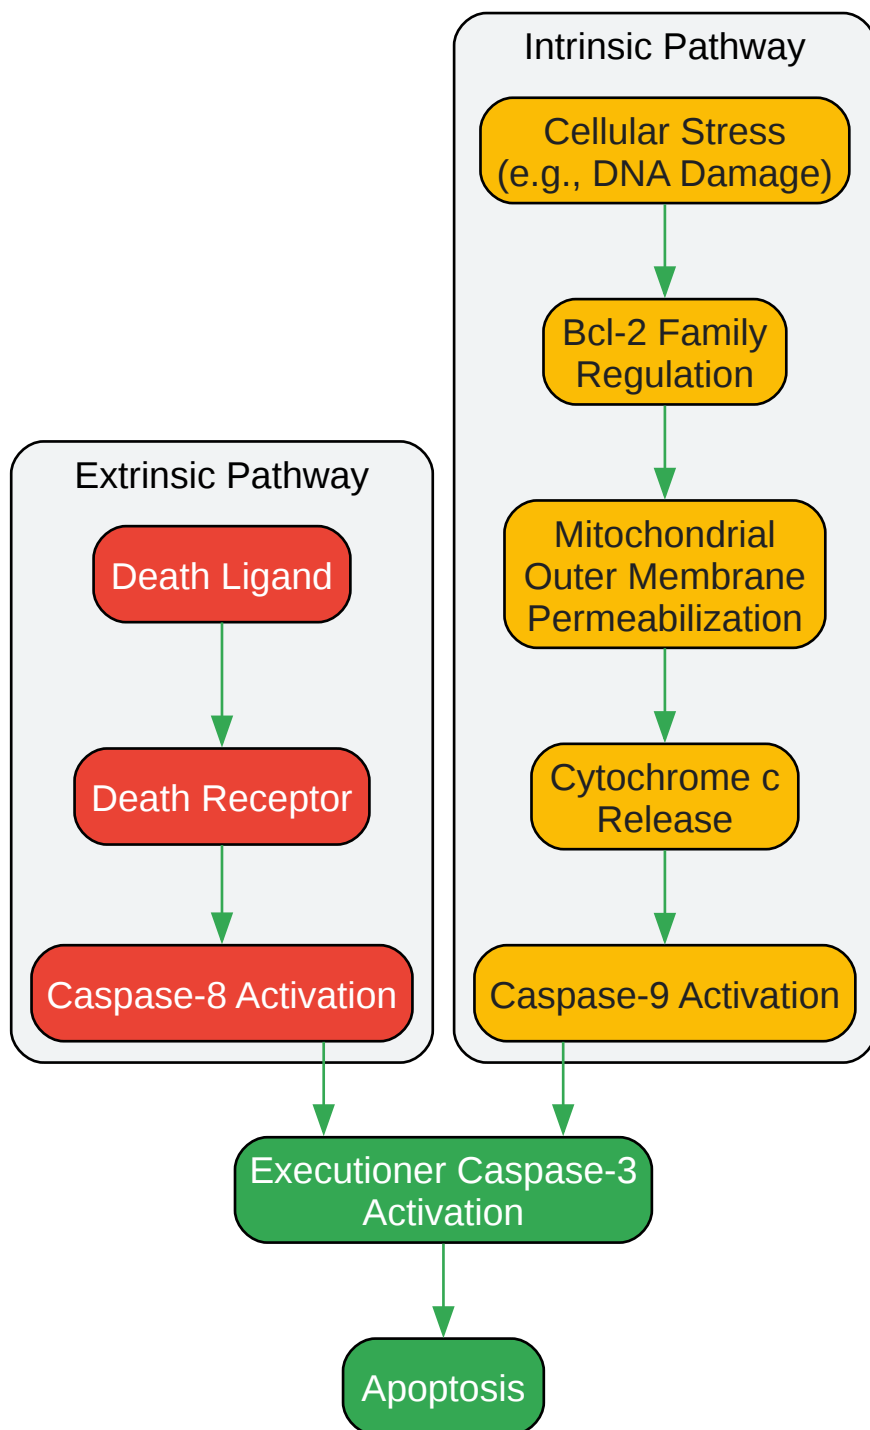 Intrinsic Pathway
Cellular Stress
(e.g., DNA Damage)
Bcl-2 Family
Regulation
Mitochondrial
Outer Membrane
Permeabilization
Cytochrome c
Release
Caspase-9 Activation
Extrinsic Pathway
Death Ligand
Death Receptor
Caspase-8 Activation
Executioner Caspase-3
Activation
Apoptosis